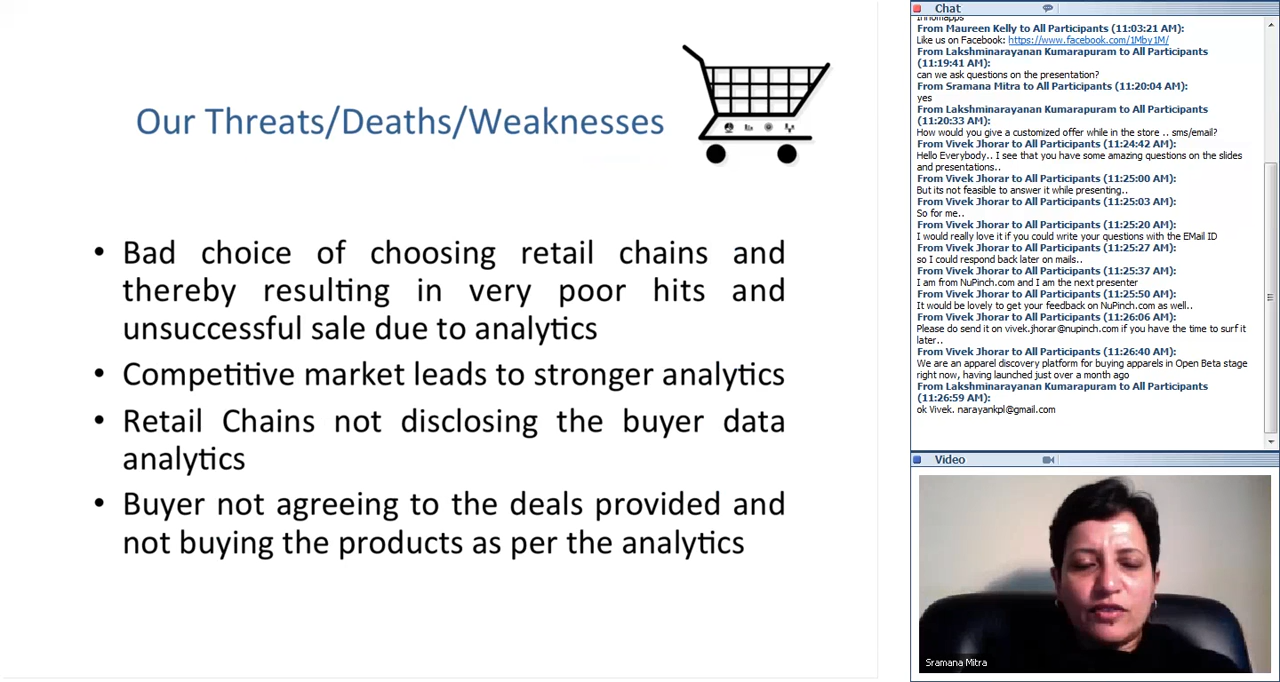 Our Threats/Deaths/Weaknesses
• Bad choice of choosing retail chains and
thereby resulting in very poor hits and
unsuccessful sale due to analytics
• Competitive market leads to stronger analytics
• Retail Chains not disclosing the buyer data
analytics
• Buyer not agreeing to the deals provided and
not buying the products as per the analytics
Chat
From Maureen Kelly to All Participants (11:03:21 AM):
Like us on Facebook: https://www.facebook.com/1Mby1M/
From Lakshminarayanan Kumarapuram to All Participants
(11:19:41 AM):
can we ask questions on the presentation?
From Sramana Mitra to All Participants (11:20:04 AM):
yes
From Lakshminarayanan Kumarapuram to All Participants
(11:20:33 AM):
How would you give a customized offer while in the store .. sms/email?
From Vivek Jhorar to All Participants (11:24:42 AM):
Hello Everybody.. I see that you have some amazing questions on the slides
and presentations..
From Vivek Jhorar to All Participants (11:25:00 AM):
But its not feasible to answer it while presenting..
From Vivek Jhorar to All Participants (11:25:03 AM):
So for me..
From Vivek Jhorar to All Participants (11:25:20 AM):
I would really love it if you could write your questions with the EMail ID
From Vivek Jhorar to All Participants (11:25:27 AM):
so I could respond back later on mails..
From Vivek Jhorar to All Participants (11:25:37 AM):
I am from NuPinch.com and I am the next presenter
From Vivek Jhorar to All Participants (11:25:50 AM):
It would be lovely to get your feedback on NuPinch.com as well..
From Vivek Jhorar to All Participants (11:26:06 AM):
Please do send it on vivek.jhorar@nupinch.com if you have the time to surf it
later..
From Vivek Jhorar to All Participants (11:26:40 AM):
We are an apparel discovery platform for buying apparels in Open Beta stage
right now, having launched just over a month ago
From Lakshminarayanan Kumarapuram to All Participants
(11:26:59 AM):
ok Vivek. narayankpl@gmail.com
Video
Sramana Mitra